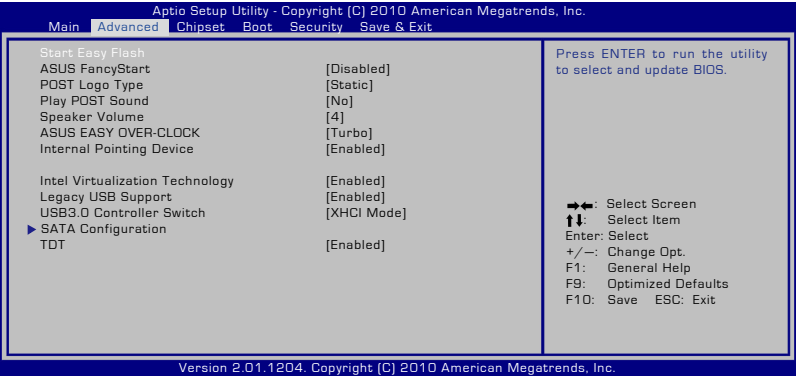 Aptio Setup Utility - Copyright (C) 2010 American Megatrends, Inc.
Main Advanced Chipset Boot Security Save & Exit
Start Easy Flash
ASUS FancyStart [Disabled]
POST Logo Type [Static]
Play POST Sound [No]
Speaker Volume [4]
ASUS EASY OVER-CLOCK [Turbo]
Internal Pointing Device [Enabled]
Intel Virtualization Technology [Enabled]
Legacy USB Support [Enabled]
USB3.0 Controller Switch [XHCI Mode]
SATA Configuration
TDT [Enabled]
Press ENTER to run the utility
to select and update BIOS.
→←: Select Screen
↑↓: Select Item
Enter: Select
+/—: Change Opt.
F1: General Help
F9: Optimized Defaults
F10: Save ESC: Exit
Version 2.01.1204. Copyright (C) 2010 American Megatrends, Inc.